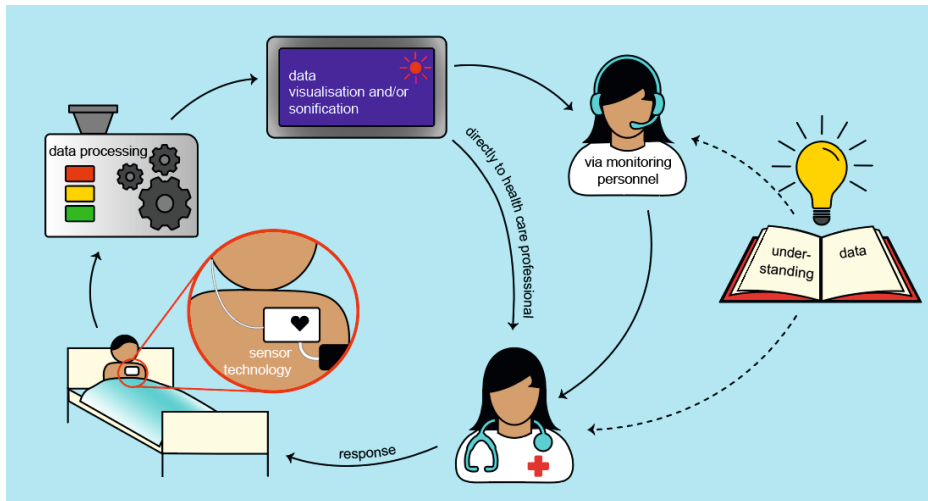 data
visualisation and/or
sonification
data processing
via monitoring
personnel
directly to health care professional
under-
standing
data
sensor
technology
response